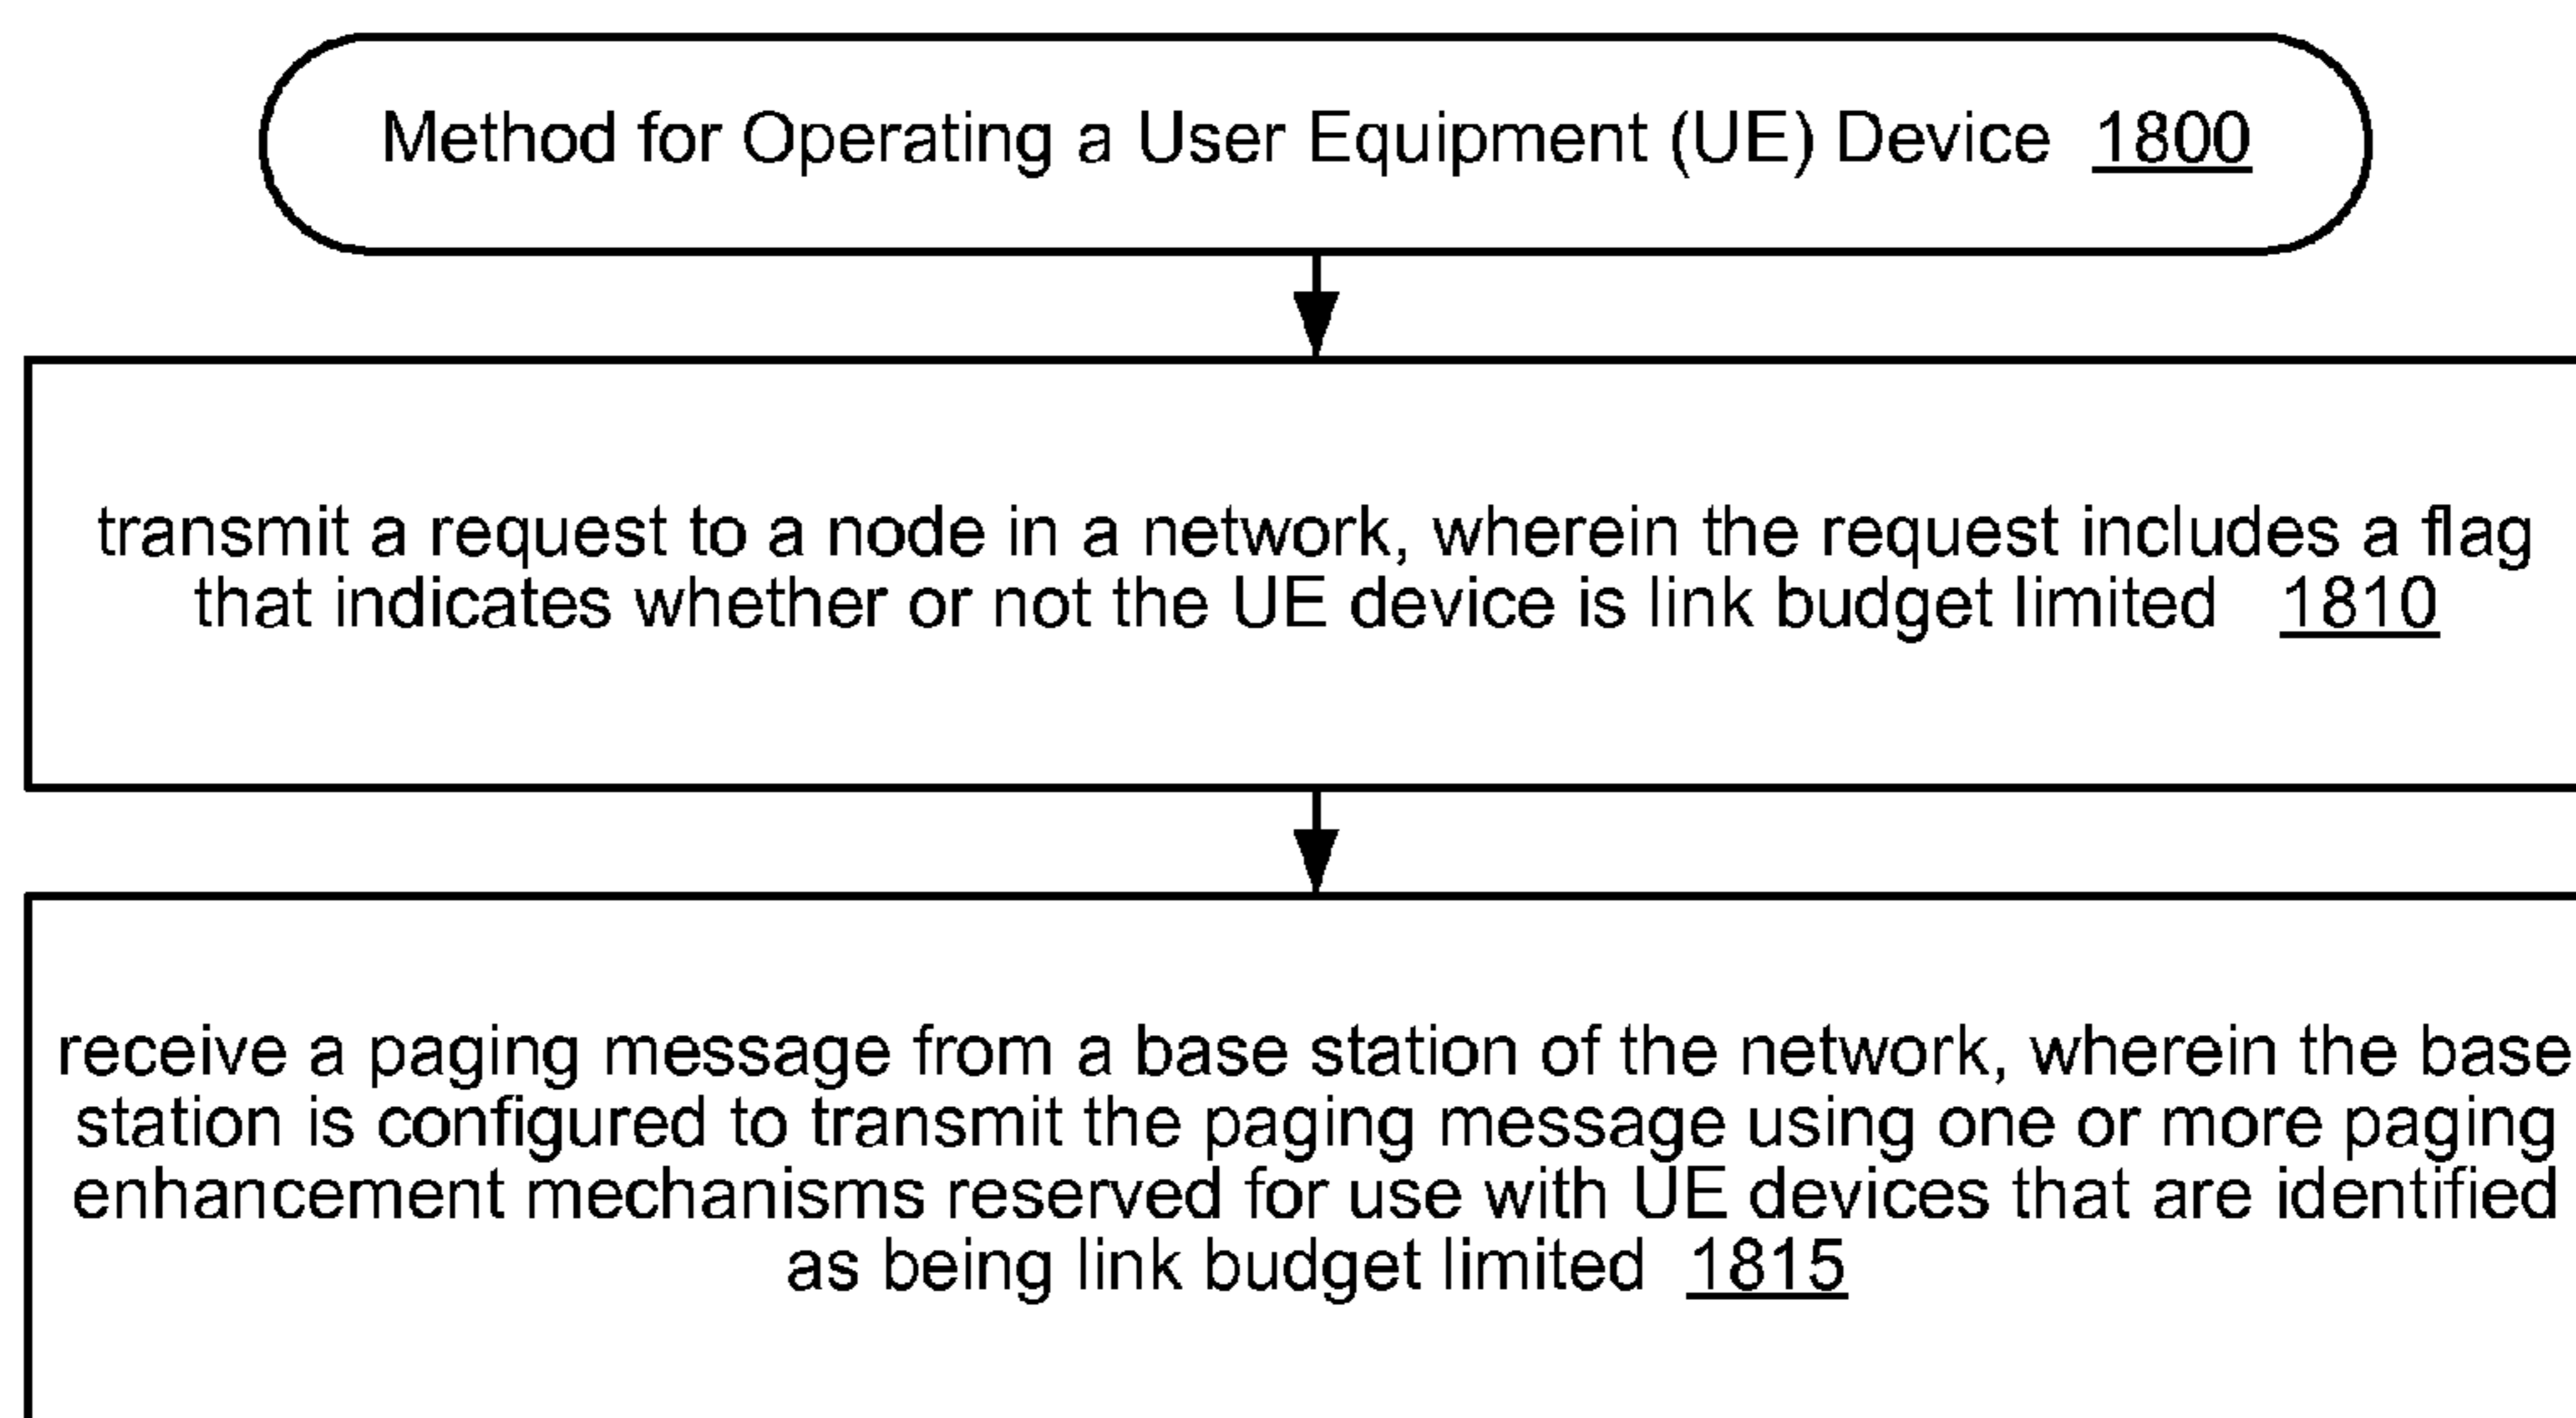 Method for Operating a User Equipment (UE) Device 1800
transmit a request to a node in a network, wherein the request includes a flag
that indicates whether or not the UE device is link budget limited 1810
receive a paging message from a base station of the network, wherein the base
station is configured to transmit the paging message using one or more paging
enhancement mechanisms reserved for use with UE devices that are identified
as being link budget limited 1815